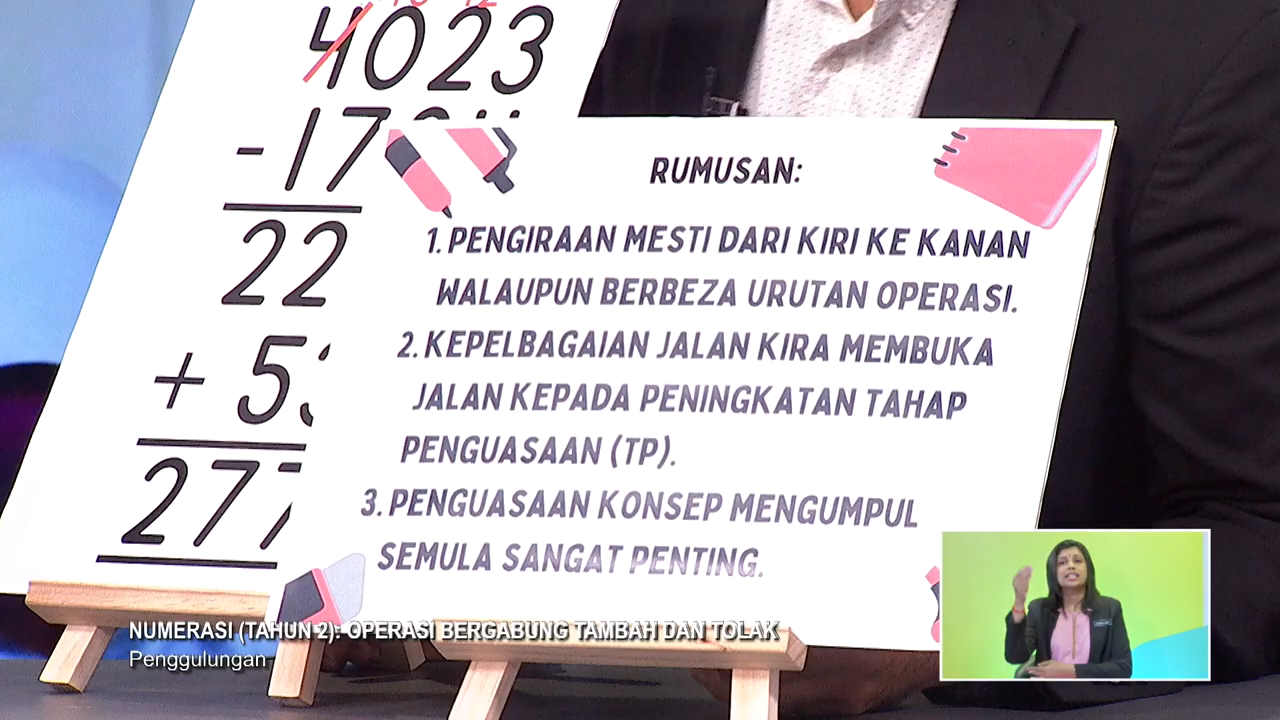 4023
-17
22
+ 5
277
RUMUSAN:
1. PENGIRAAN MESTI DARI KIRI KE KANAN
WALAUPUN BERBEZA URUTAN OPERASI.
2. KEPELBAGAIAN JALAN KIRA MEMBUKA
JALAN KEPADA PENINGKATAN TAHAP
PENGUASAAN (TP).
3. PENGUASAAN KONSEP MENGUMPUL
SEMULA SANGAT PENTING.
NUMERASI (TAHUN 2): OPERASI BERGABUNG TAMBAH DAN TOLAK
Penggulungan